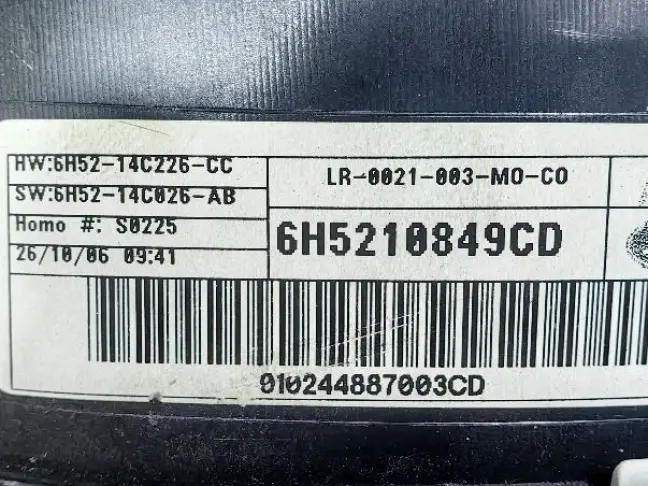 HW:6H52-14C226-CC
SW:6H52-14C026-AB
Homo #: S0225
26/10/06 09:41
LR-0021-003-MO-CO
6H5210849CD
010244887003CD